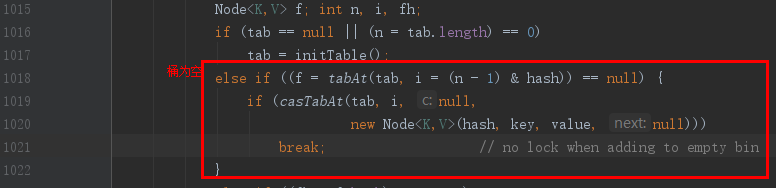 1015 Node<K,V> f; int n, i, fh;
1016 if (tab == null || (n = tab.length) == 0)
1017 tab = initTable();
桶为空
1018 else if ((f = tabAt(tab, i = (n - 1) & hash)) == null) {
1019 if (casTabAt(tab, i, c: null,
1020 new Node<K,V>(hash, key, value, next: null)))
1021 break; // no lock when adding to empty bin
1022 }